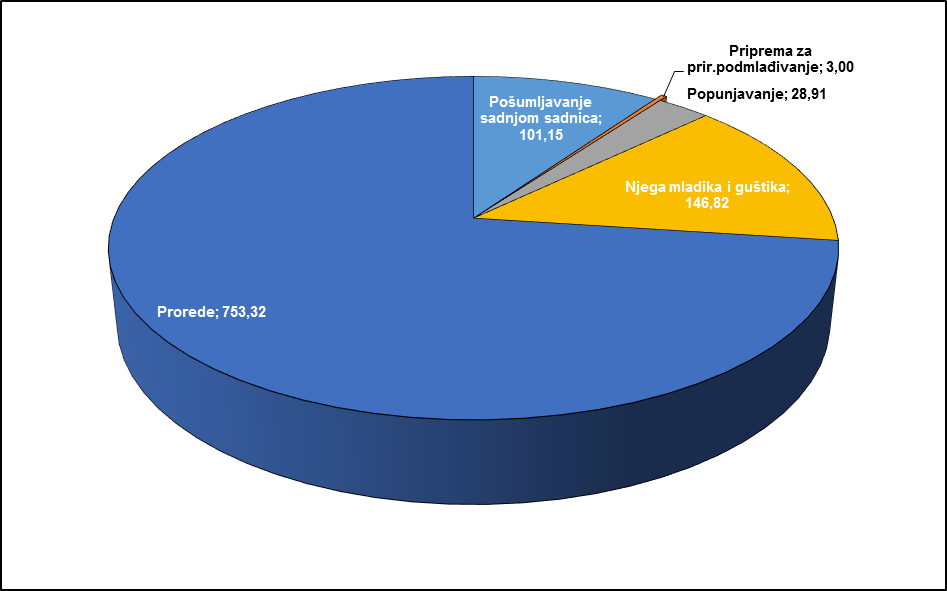 Priprema za
prir.podmlađivanje; 3,00
Popunjavanje; 28,91
Pošumljavanje
sadnjom sadnica;
101,15
Njega mladika i guštika;
146,82
Prorede; 753,32